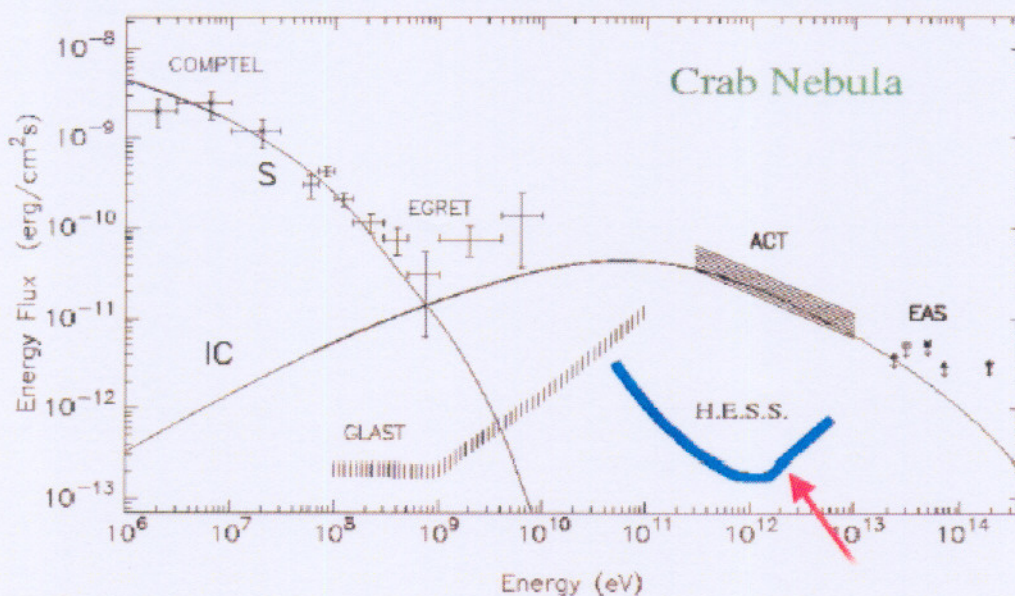 10⁻⁸
10⁻⁹
10⁻¹⁰
10⁻¹¹
10⁻¹²
10⁻¹³
Energy Flux (erg/cm²s)
COMPTEL
Crab Nebula
S
EGRET
ACT
EAS
IC
GLAST
H.E.S.S.
10⁶ 10⁷ 10⁸ 10⁹ 10¹⁰ 10¹¹ 10¹² 10¹³ 10¹⁴
Energy (eV)